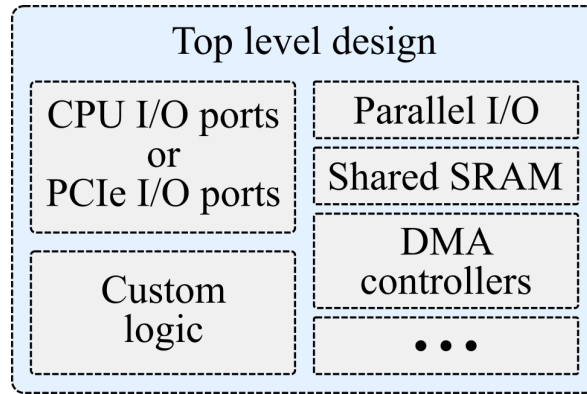 Top level design
CPU I/O ports
or
PCIe I/O ports
Custom
logic
Parallel I/O
Shared SRAM
DMA
controllers
•••